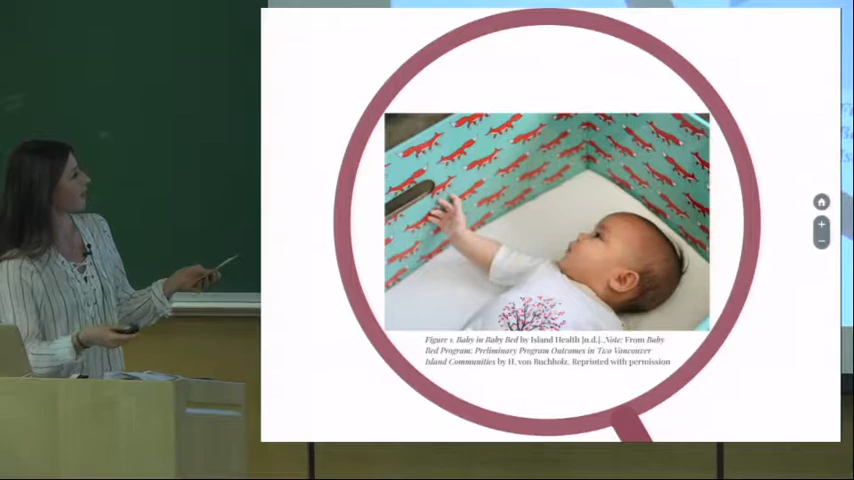 Figure 1. Baby in Baby Bed by Island Health [n.d.]. Note: From Baby
Bed Program: Preliminary Program Outcomes in Two Vancouver
Island Communities by H. von Buchholz. Reprinted with permission